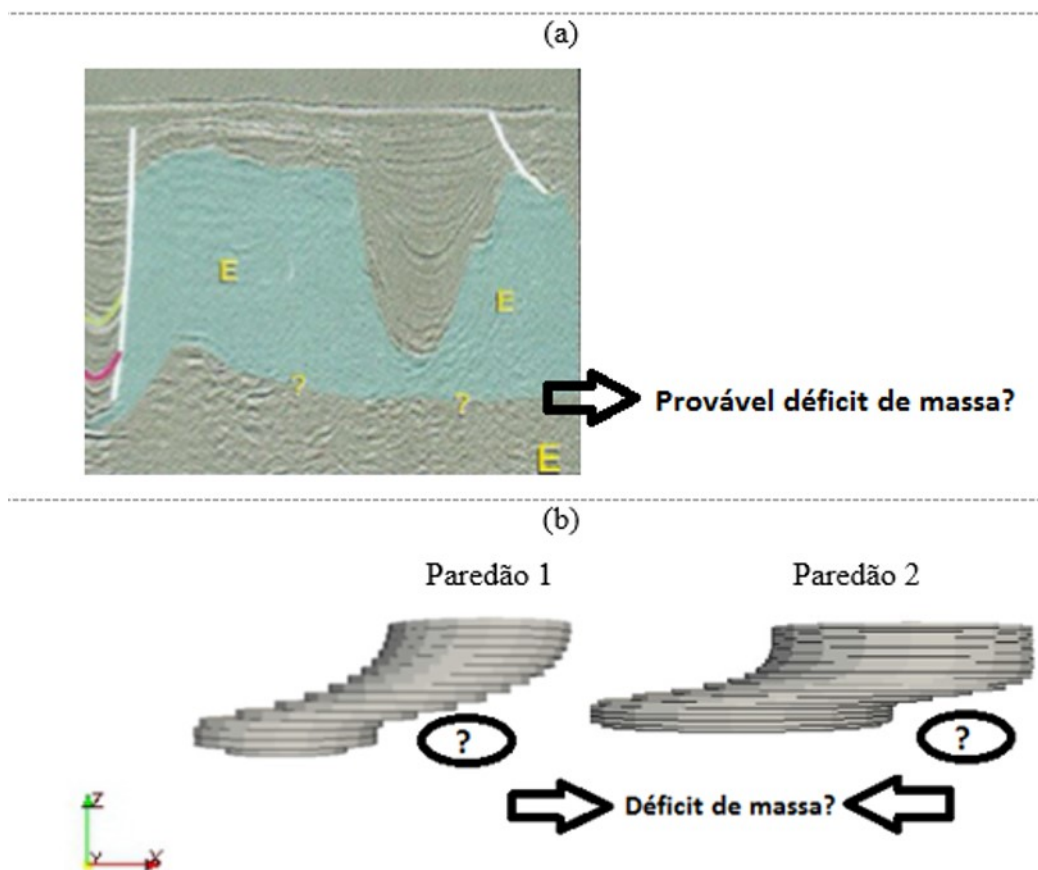 (a)
E
E
?
?
Provável déficit de massa?
E
(b)
Paredão 1 Paredão 2
? ?
Déficit de massa?
Z
Y X